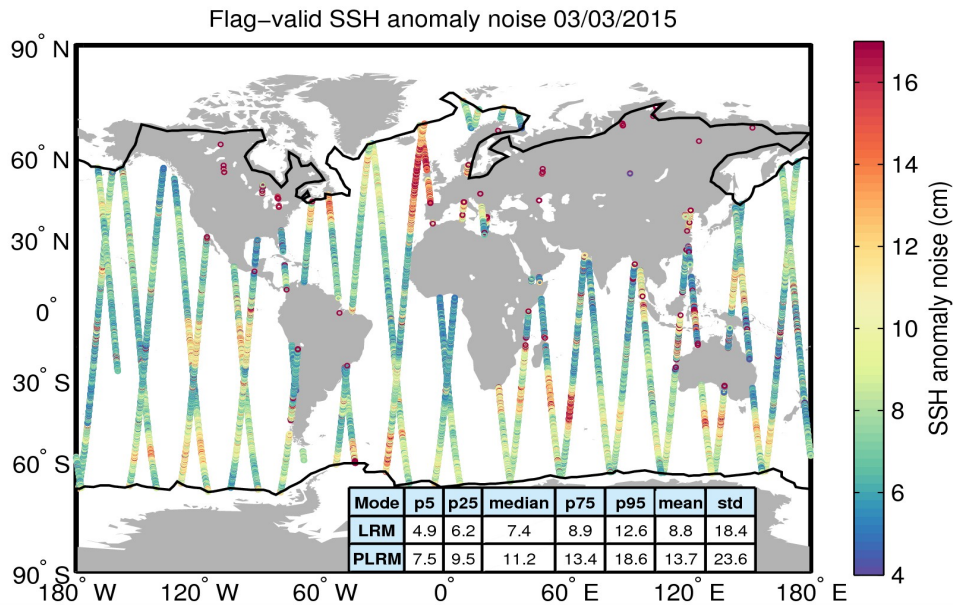 Flag–valid SSH anomaly noise 03/03/2015
90° N
60° N
30° N
0°
30° S
60° S
90° S
180° W
120° W
60° W
0°
60° E
120° E
180° E
Mode p5 p25 median p75 p95 mean std
LRM 4.9 6.2 7.4 8.9 12.6 8.8 18.4
PLRM 7.5 9.5 11.2 13.4 18.6 13.7 23.6
16
14
12
10
8
6
4
SSH anomaly noise (cm)